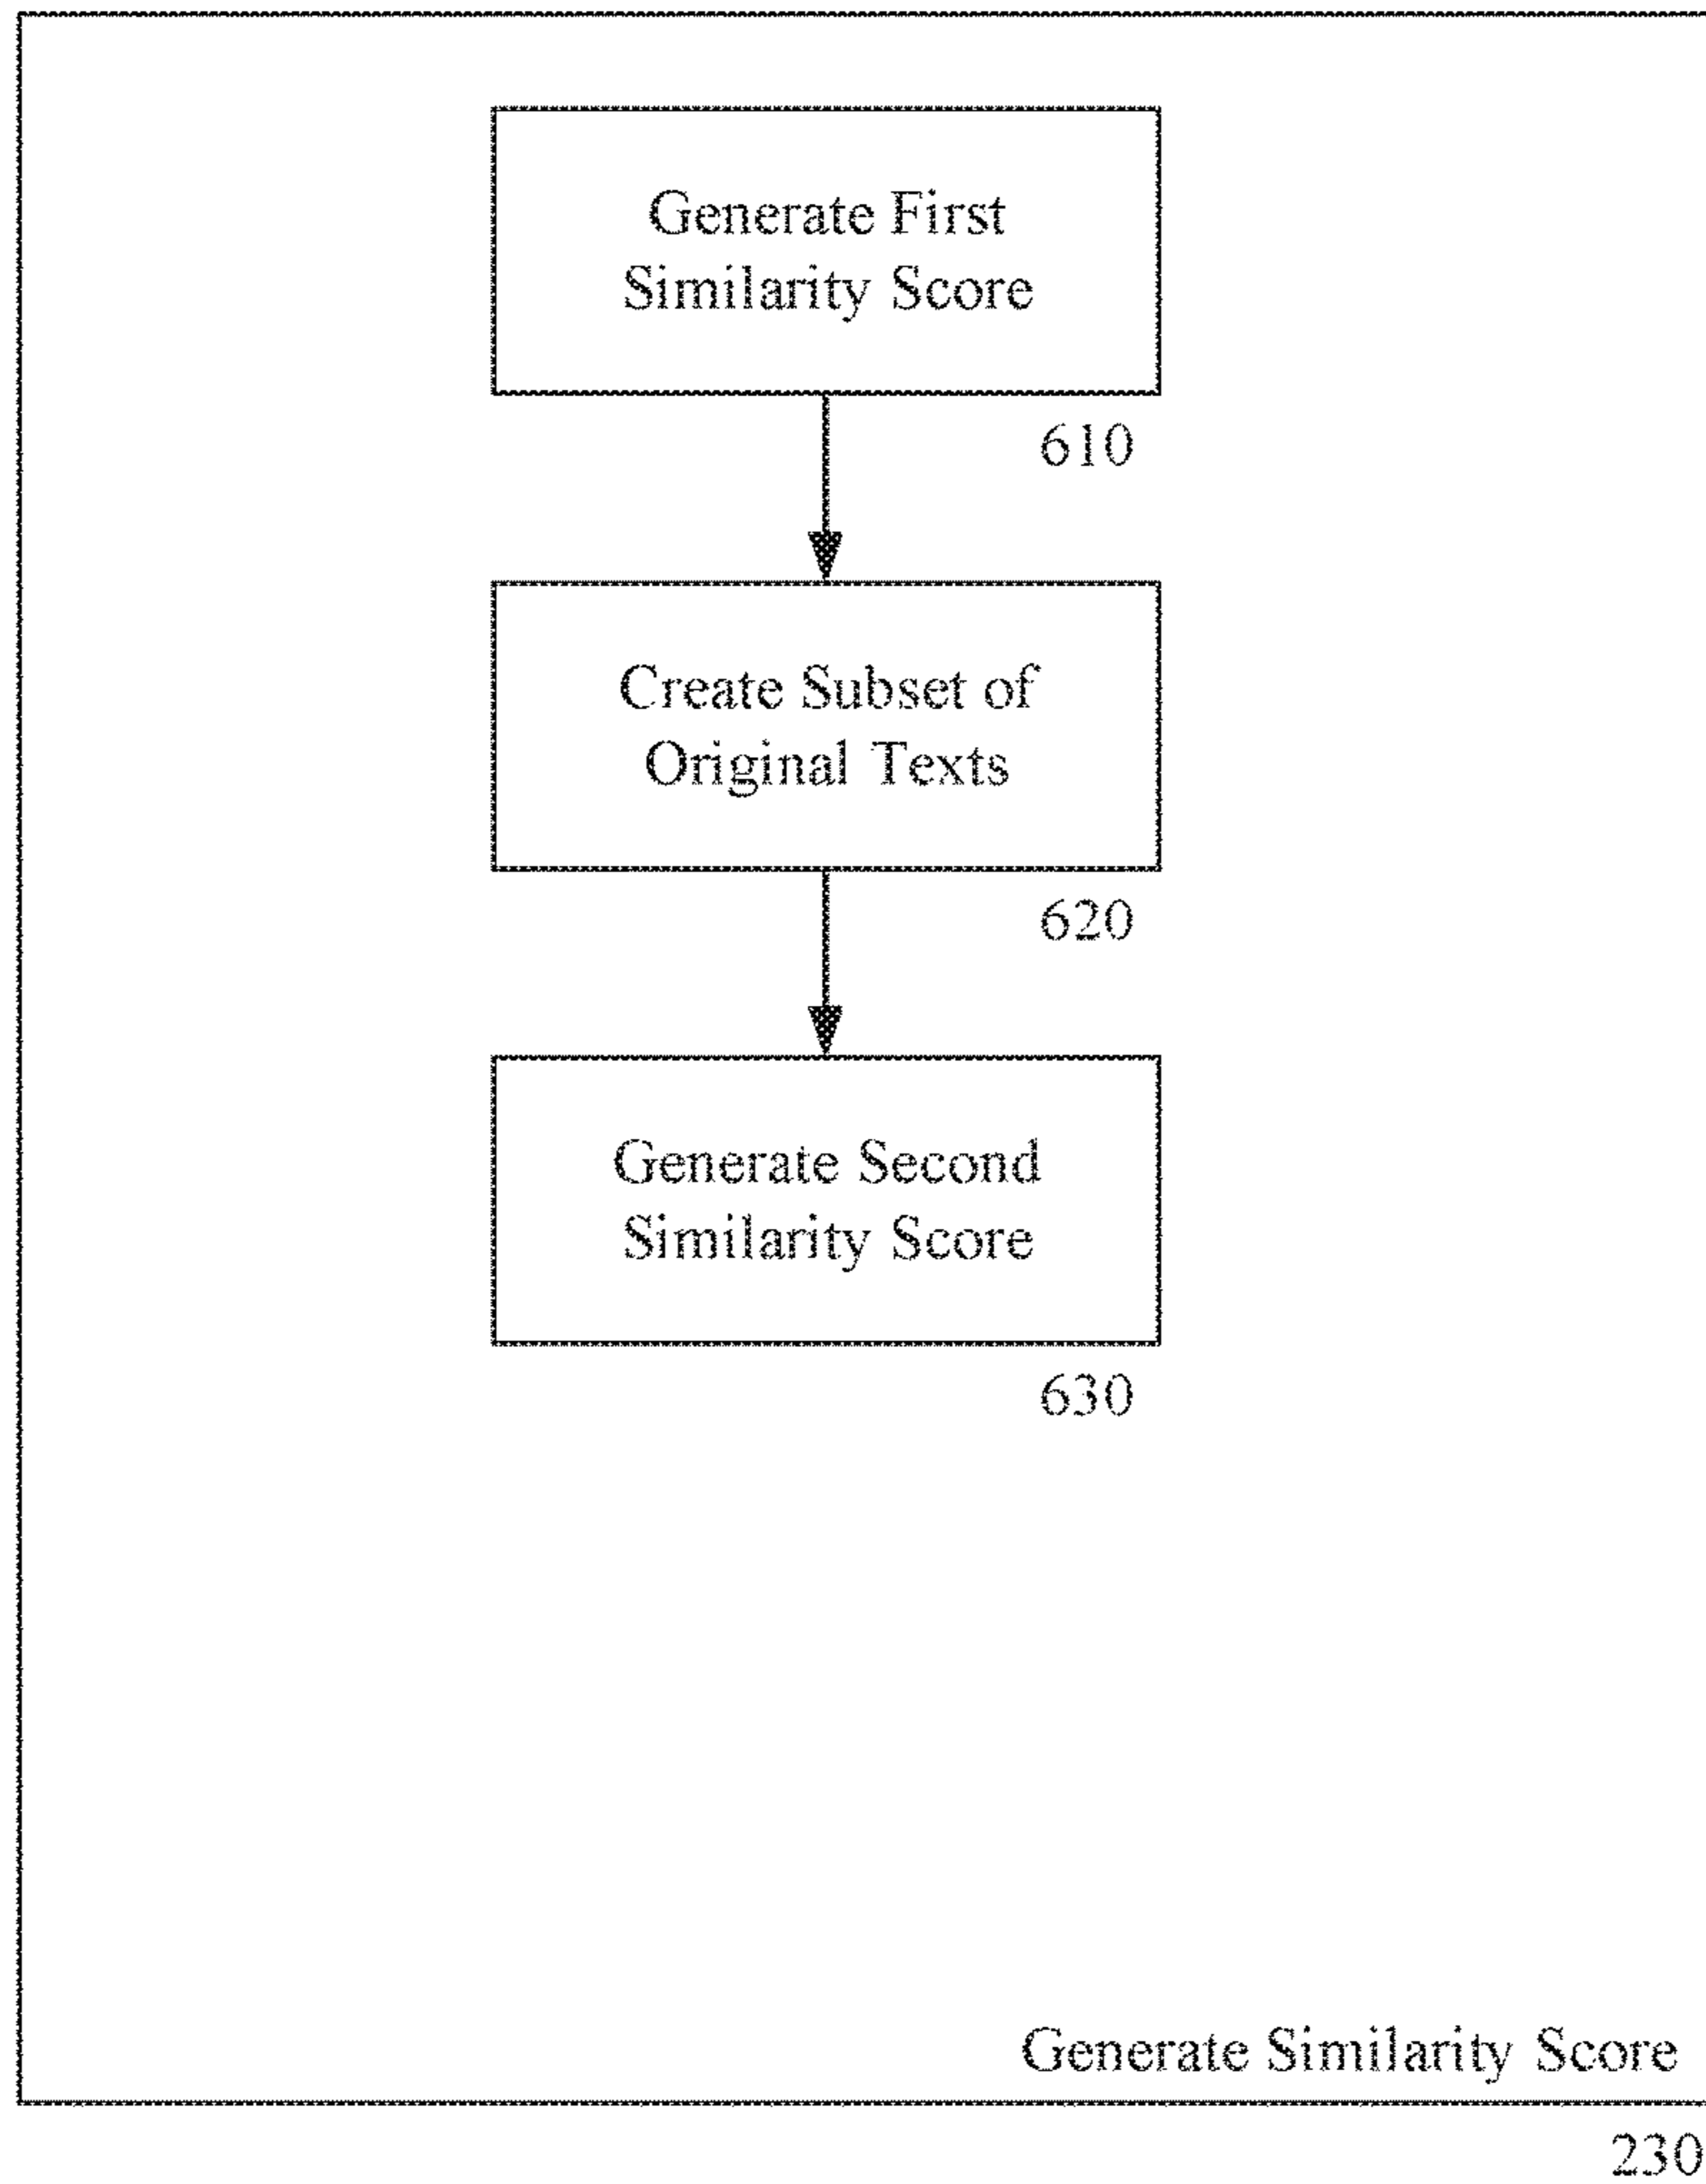 Generate First
Similarity Score
610
Create Subset of
Original Texts
620
Generate Second
Similarity Score
630
Generate Similarity Score
230